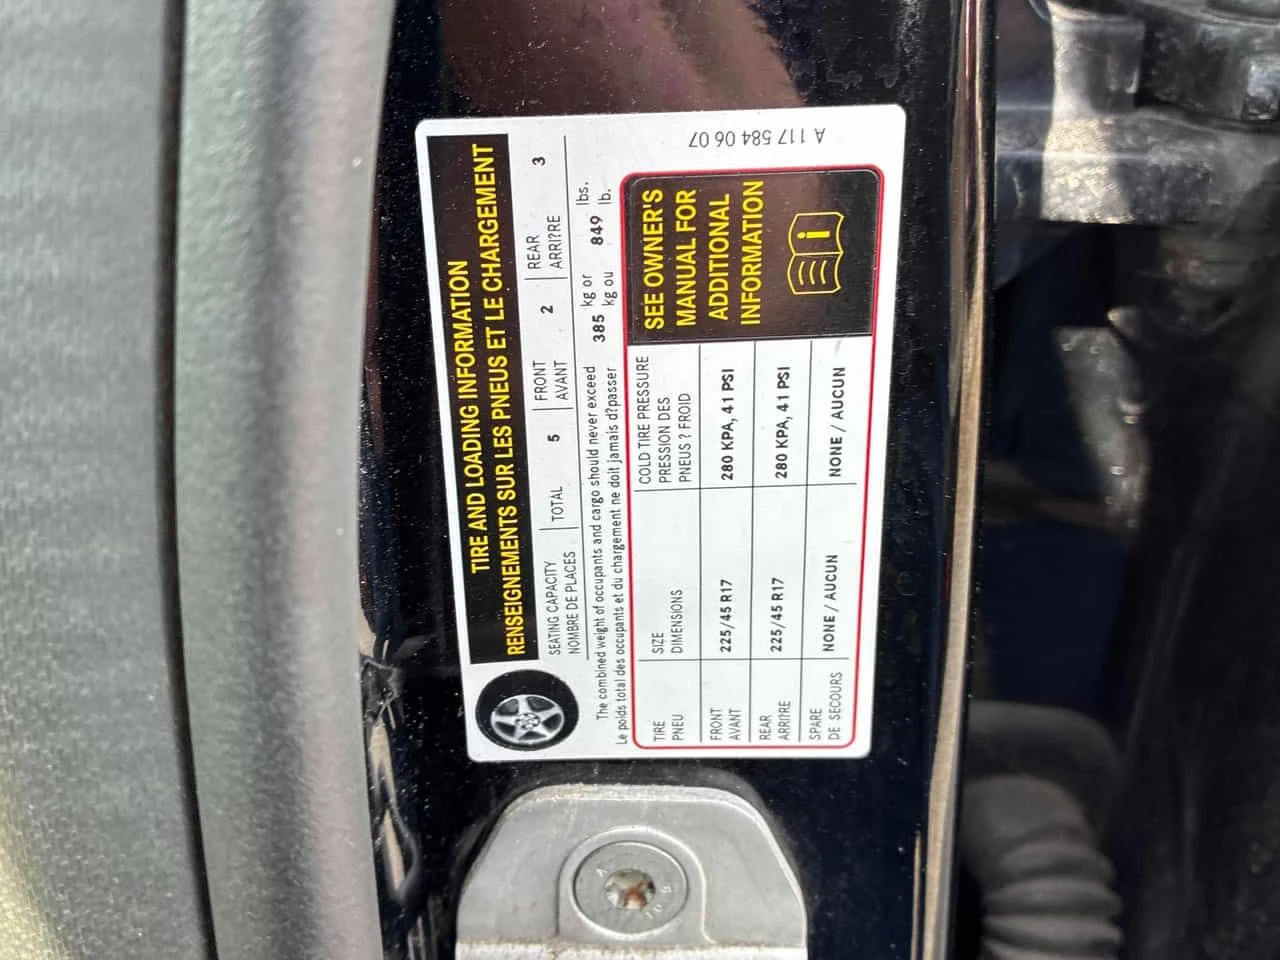 TIRE AND LOADING INFORMATION
RENSEIGNEMENTS SUR LES PNEUS ET LE CHARGEMENT
SEATING CAPACITY
NOMBRE DE PLACES
TOTAL 5
FRONT
AVANT
2
REAR
ARRI?RE
3
The combined weight of occupants and cargo should never exceed 385 kg or 849 lbs.
Le poids total des occupants et du chargement ne doit jamais d?passer kg ou lb.
TIRE
PNEU
SIZE
DIMENSIONS
COLD TIRE PRESSURE
PRESSION DES
PNEUS ? FROID
FRONT
AVANT
225/45 R17
280 KPA, 41 PSI
REAR
ARRI?RE
225/45 R17
280 KPA, 41 PSI
SPARE
DE SECOURS
NONE / AUCUN
NONE / AUCUN
SEE OWNER'S
MANUAL FOR
ADDITIONAL
INFORMATION
i
A 117 584 06 07